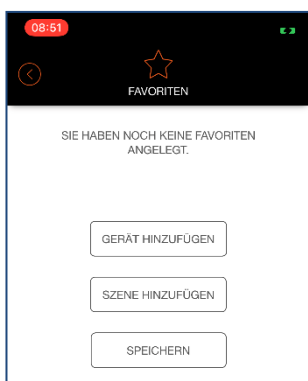 08:51
FAVORITEN
SIE HABEN NOCH KEINE FAVORITEN
ANGELEGT.
GERÄT HINZUFÜGEN
SZENE HINZUFÜGEN
SPEICHERN